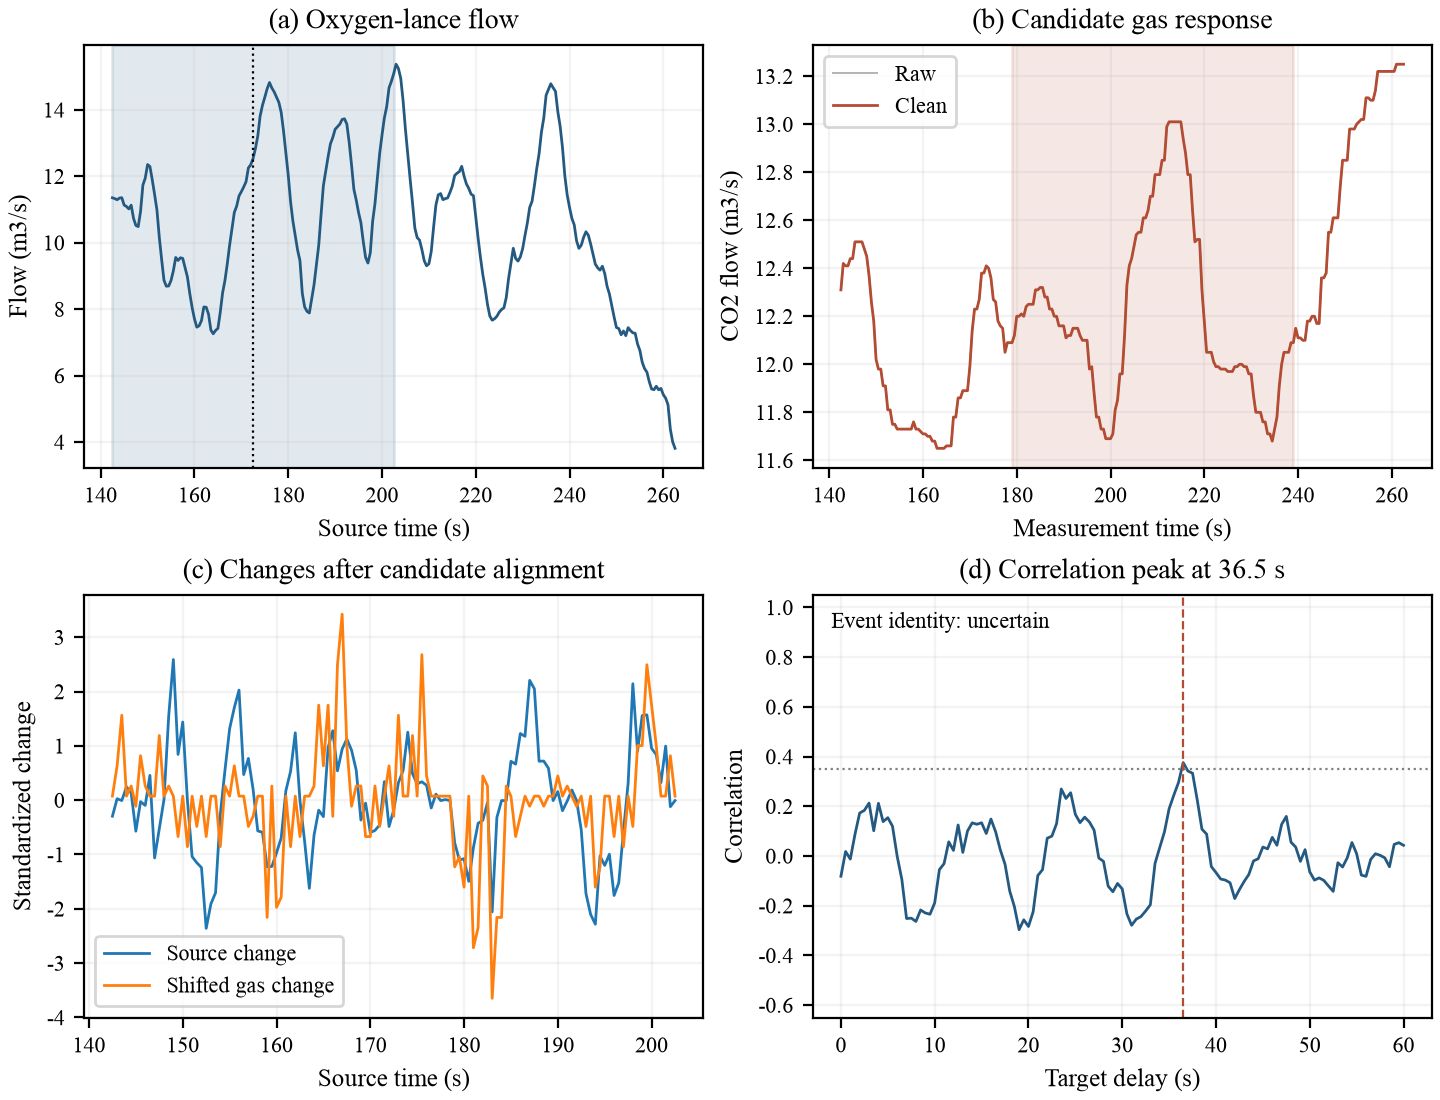 (a) Oxygen-lance flow
Flow (m3/s)
14
12
10
8
6
4
140 160 180 200 220 240 260
Source time (s)
(b) Candidate gas response
Raw
Clean
CO2 flow (m3/s)
13.2
13.0
12.8
12.6
12.4
12.2
12.0
11.8
11.6
140 160 180 200 220 240 260
Measurement time (s)
(c) Changes after candidate alignment
Standardized change
3
2
1
0
-1
-2
-3
-4
Source change
Shifted gas change
140 150 160 170 180 190 200
Source time (s)
(d) Correlation peak at 36.5 s
Event identity: uncertain
Correlation
1.0
0.8
0.6
0.4
0.2
0.0
-0.2
-0.4
-0.6
0 10 20 30 40 50 60
Target delay (s)